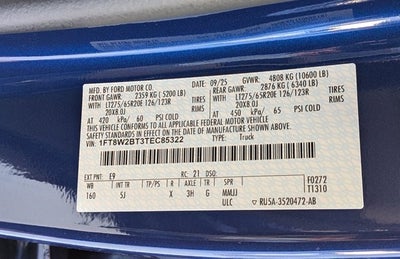 MFD. BY FORD MOTOR CO. 09/25 GVWR: 4808 KG (10600 LB)
FRONT GAWR: 2359 KG ( 5200 LB) REAR GAWR: 2876 KG ( 6340 LB)
WITH LT275/65R20E 126/123R TIRES WITH LT275/65R20E 126/123R TIRES
20X8.0J RIMS 20X8.0J RIMS
AT 420 kPa/ 60 PSI COLD AT 450 kPa/ 65 PSI COLD
THIS VEHICLE CONFORMS TO ALL APPLICABLE FEDERAL MOTOR VEHICLE
SAFETY STANDARDS IN EFFECT ON THE DATE OF MANUFACTURE SHOWN ABOVE.
VIN: 1FT8W2BT3TEC85322 TYPE: Truck
EXT PNT: E9 RC: 21 DSO: F0272
WB INT TR TP/PS R AXLE TR SPR T1310
160 SJ X 3H G MMJJ
ULC RU5A-3520472-AB